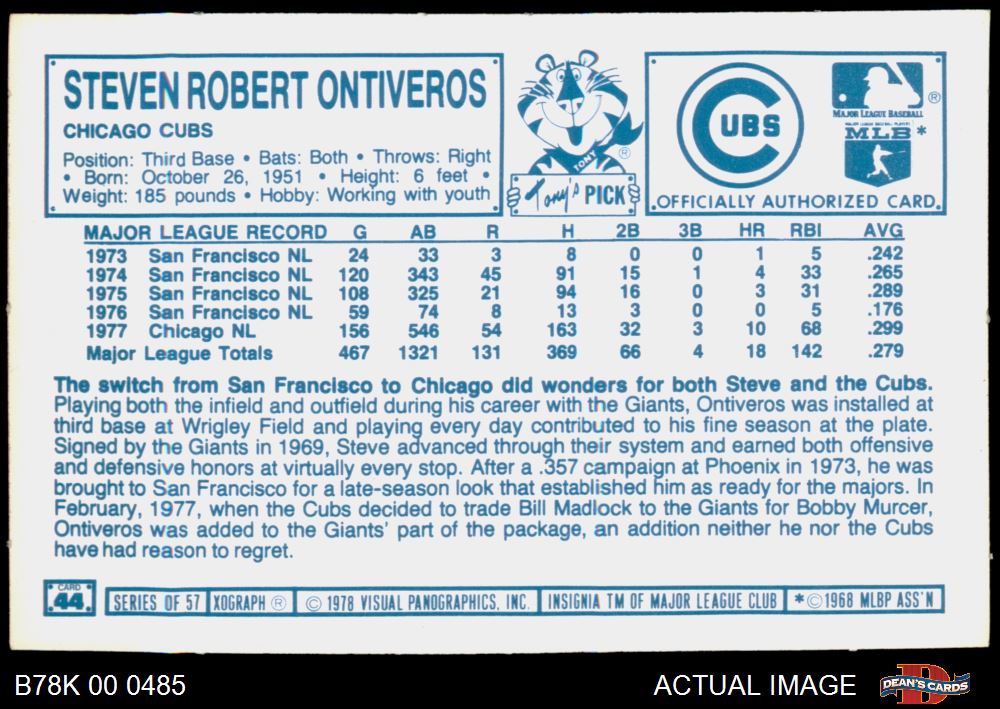 STEVEN ROBERT ONTIVEROS
CHICAGO CUBS
Position: Third Base • Bats: Both • Throws: Right
• Born: October 26, 1951 • Height: 6 feet •
Weight: 185 pounds • Hobby: Working with youth
TONY
®
Tony's PICK
CUBS
®
MAJOR LEAGUE BASEBALL
MAJOR LEAGUE BASEBALL PLAYERS
MLB *
OFFICIALLY AUTHORIZED CARD
MAJOR LEAGUE RECORD G AB R H 2B 3B HR RBI AVG
1973 San Francisco NL 24 33 3 8 0 0 1 5 .242
1974 San Francisco NL 120 343 45 91 15 1 4 33 .265
1975 San Francisco NL 108 325 21 94 16 0 3 31 .289
1976 San Francisco NL 59 74 8 13 3 0 0 5 .176
1977 Chicago NL 156 546 54 163 32 3 10 68 .299
Major League Totals 467 1321 131 369 66 4 18 142 .279
The switch from San Francisco to Chicago did wonders for both Steve and the Cubs.
Playing both the infield and outfield during his career with the Giants, Ontiveros was installed at
third base at Wrigley Field and playing every day contributed to his fine season at the plate.
Signed by the Giants in 1969, Steve advanced through their system and earned both offensive
and defensive honors at virtually every stop. After a .357 campaign at Phoenix in 1973, he was
brought to San Francisco for a late-season look that established him as ready for the majors. In
February, 1977, when the Cubs decided to trade Bill Madlock to the Giants for Bobby Murcer,
Ontiveros was added to the Giants' part of the package, an addition neither he nor the Cubs
have had reason to regret.
CARD
44
SERIES OF 57 XOGRAPH ® © 1978 VISUAL PANOGRAPHICS, INC. INSIGNIA TM OF MAJOR LEAGUE CLUB *©1968 MLBP ASS'N
B78K 00 0485
ACTUAL IMAGE
D
DEAN'S CARDS